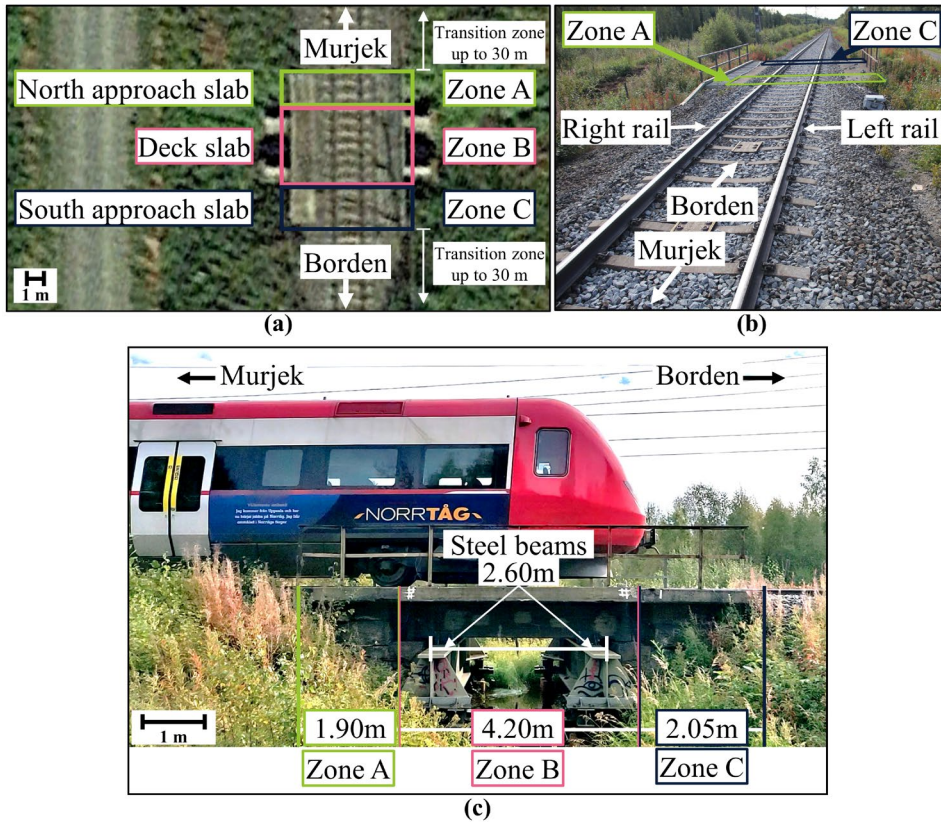 Murjek
Transition zone
up to 30 m
North approach slab
Zone A
Deck slab
Zone B
South approach slab
Zone C
Borden
Transition zone
up to 30 m
1 m
(a)
Zone A
Zone C
Right rail
Left rail
Borden
Murjek
(b)
Murjek
Borden
NORRTÅG
Steel beams
2.60m
1 m
1.90m
4.20m
2.05m
Zone A
Zone B
Zone C
(c)